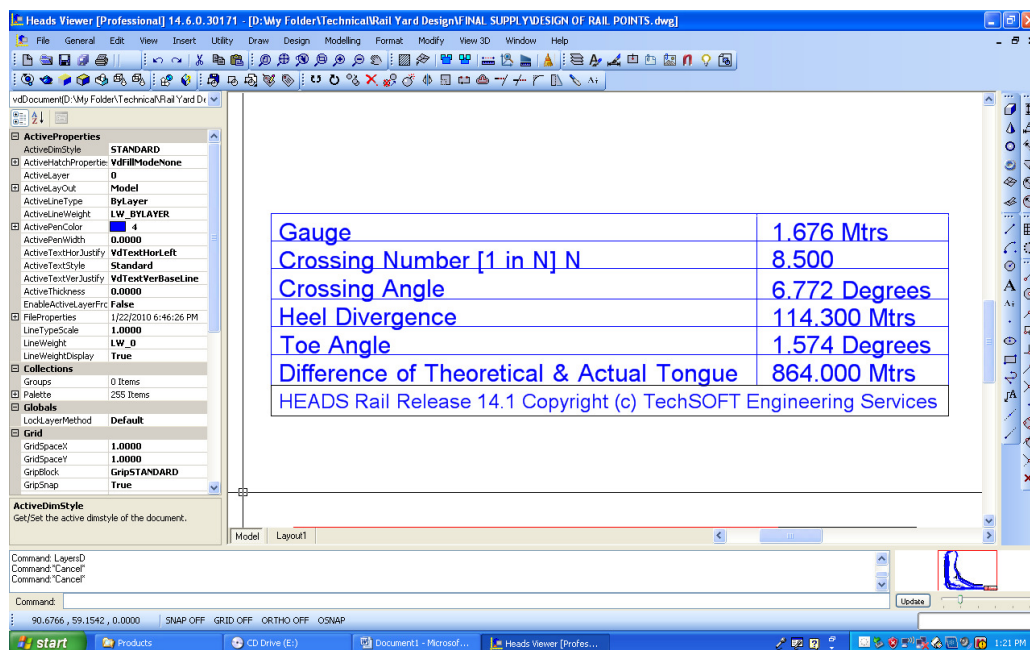 Heads Viewer [Professional] 14.6.0.30171 - [D:\My Folder\Technical\Rail Yard Design\FINAL SUPPLY\DESIGN OF RAIL POINTS.dwg]
File General Edit View Insert Utility Draw Design Modelling Format Modify View 3D Window Help
vdDocument(D:\My Folder\Technical\Rail Yard De
ActiveProperties
ActiveDimStyle STANDARD
ActiveHatchPropertie: VdFillModeNone
ActiveLayer 0
ActiveLayOut Model
ActiveLineType ByLayer
ActiveLineWeight LW_BYLAYER
ActivePenColor 4
ActivePenWidth 0.0000
ActiveTextHorJustify VdTextHorLeft
ActiveTextStyle Standard
ActiveTextVerJustify VdTextVerBaseLine
ActiveThickness 0.0000
EnableActiveLayerFrc False
FileProperties 1/22/2010 6:46:26 PM
LineTypeScale 1.0000
LineWeight LW_0
LineWeightDisplay True
Collections
Groups 0 Items
Palette 255 Items
Globals
LockLayerMethod Default
Grid
GridSpaceX 1.0000
GridSpaceY 1.0000
GripBlock GripSTANDARD
GripSnap True
ActiveDimStyle
Get/Set the active dimstyle of the document.
Gauge 1.676 Mtrs
Crossing Number [1 in N] N 8.500
Crossing Angle 6.772 Degrees
Heel Divergence 114.300 Mtrs
Toe Angle 1.574 Degrees
Difference of Theoretical & Actual Tongue 864.000 Mtrs
HEADS Rail Release 14.1 Copyright (c) TechSOFT Engineering Services
Model Layout1
Command: LayersD
Command:*Cancel*
Command:*Cancel*
Command:
Update
90.6766 , 59.1542 , 0.0000 SNAP OFF GRID OFF ORTHO OFF OSNAP
start Products CD Drive (E:) Document1 - Microsof... Heads Viewer [Profes... 1:21 PM